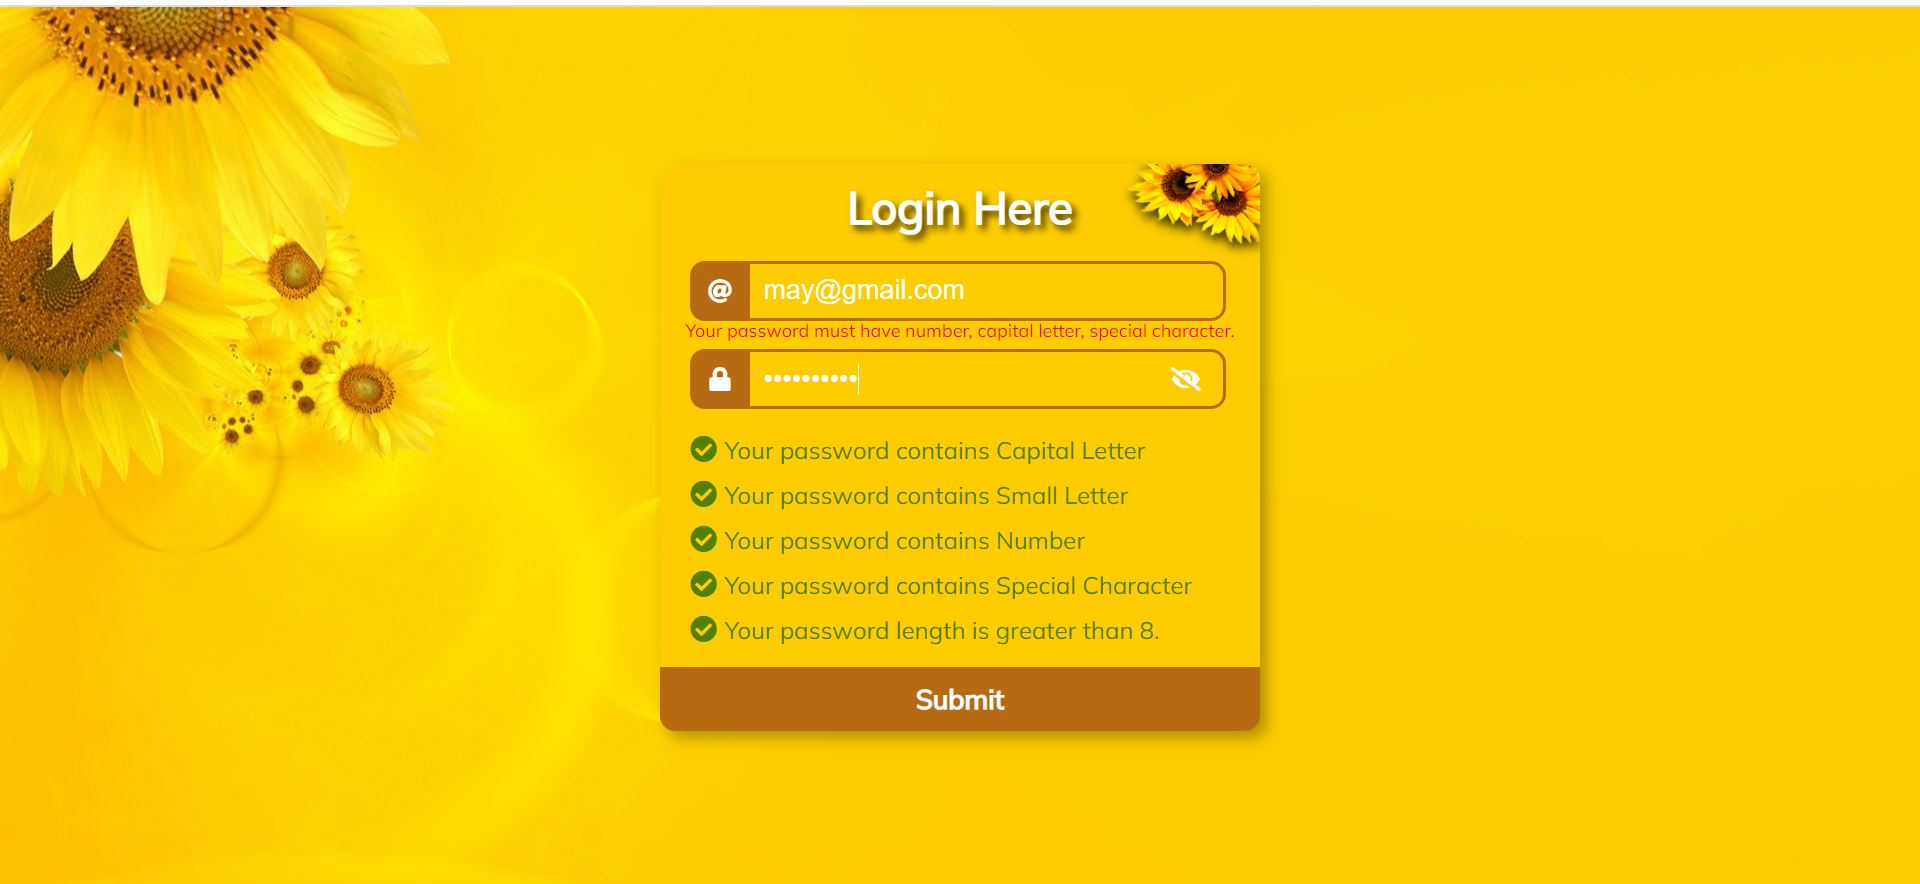 Login Here
@ may@gmail.com
Your password must have number, capital letter, special character.
••••••••••
Your password contains Capital Letter
Your password contains Small Letter
Your password contains Number
Your password contains Special Character
Your password length is greater than 8.
Submit